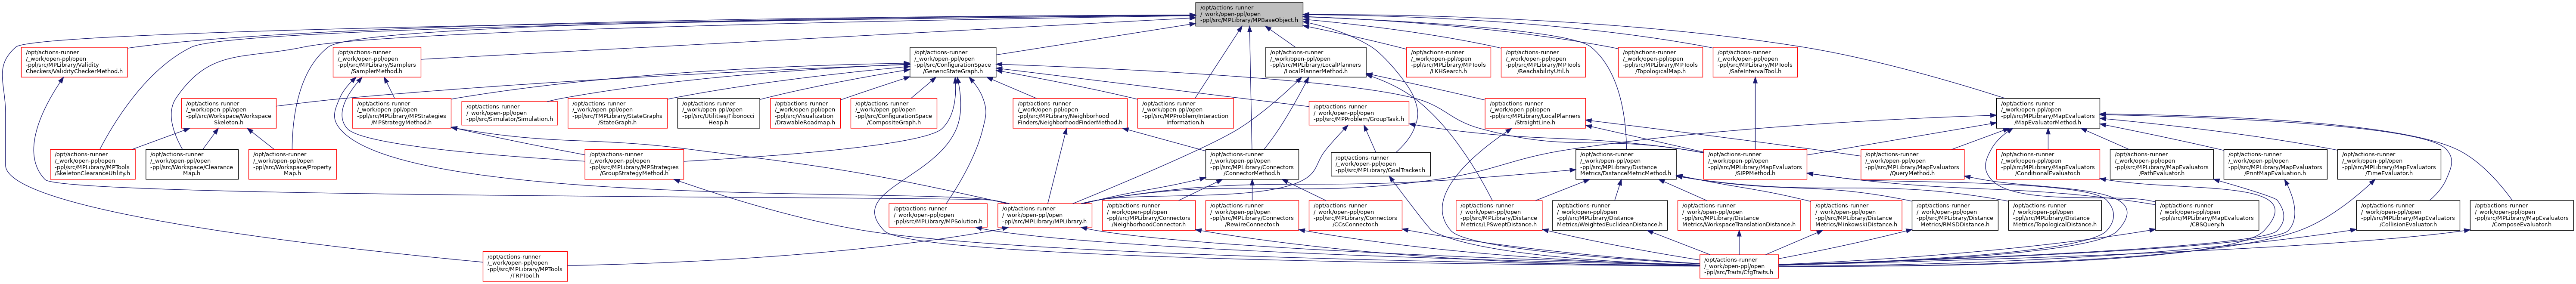 /opt/actions-runner
/_work/open-ppl/open
-ppl/src/MPLibrary/MPBaseObject.h
/opt/actions-runner
/_work/open-ppl/open
-ppl/src/MPLibrary/Validity
Checkers/ValidityCheckerMethod.h
/opt/actions-runner
/_work/open-ppl/open
-ppl/src/MPLibrary/Samplers
/SamplerMethod.h
/opt/actions-runner
/_work/open-ppl/open
-ppl/src/ConfigurationSpace
/GenericStateGraph.h
/opt/actions-runner
/_work/open-ppl/open
-ppl/src/MPLibrary/LocalPlanners
/LocalPlannerMethod.h
/opt/actions-runner
/_work/open-ppl/open
-ppl/src/MPLibrary/MPTools
/LKHSearch.h
/opt/actions-runner
/_work/open-ppl/open
-ppl/src/MPLibrary/MPTools
/ReachabilityUtil.h
/opt/actions-runner
/_work/open-ppl/open
-ppl/src/MPLibrary/MPTools
/TopologicalMap.h
/opt/actions-runner
/_work/open-ppl/open
-ppl/src/MPLibrary/MPTools
/SafeIntervalTool.h
/opt/actions-runner
/_work/open-ppl/open
-ppl/src/Workspace/Workspace
Skeleton.h
/opt/actions-runner
/_work/open-ppl/open
-ppl/src/MPLibrary/MPStrategies
/MPStrategyMethod.h
/opt/actions-runner
/_work/open-ppl/open
-ppl/src/Simulator/Simulation.h
/opt/actions-runner
/_work/open-ppl/open
-ppl/src/TMPLibrary/StateGraphs
/StateGraph.h
/opt/actions-runner
/_work/open-ppl/open
-ppl/src/Utilities/Fibonocci
Heap.h
/opt/actions-runner
/_work/open-ppl/open
-ppl/src/Visualization
/DrawableRoadmap.h
/opt/actions-runner
/_work/open-ppl/open
-ppl/src/ConfigurationSpace
/CompositeGraph.h
/opt/actions-runner
/_work/open-ppl/open
-ppl/src/MPLibrary/Neighborhood
Finders/NeighborhoodFinderMethod.h
/opt/actions-runner
/_work/open-ppl/open
-ppl/src/MPProblem/Interaction
Information.h
/opt/actions-runner
/_work/open-ppl/open
-ppl/src/MPProblem/GroupTask.h
/opt/actions-runner
/_work/open-ppl/open
-ppl/src/MPLibrary/LocalPlanners
/StraightLine.h
/opt/actions-runner
/_work/open-ppl/open
-ppl/src/MPLibrary/MapEvaluators
/MapEvaluatorMethod.h
/opt/actions-runner
/_work/open-ppl/open
-ppl/src/MPLibrary/MPTools
/SkeletonClearanceUtility.h
/opt/actions-runner
/_work/open-ppl/open
-ppl/src/Workspace/Clearance
Map.h
/opt/actions-runner
/_work/open-ppl/open
-ppl/src/Workspace/Property
Map.h
/opt/actions-runner
/_work/open-ppl/open
-ppl/src/MPLibrary/MPStrategies
/GroupStrategyMethod.h
/opt/actions-runner
/_work/open-ppl/open
-ppl/src/MPLibrary/Connectors
/ConnectorMethod.h
/opt/actions-runner
/_work/open-ppl/open
-ppl/src/MPLibrary/GoalTracker.h
/opt/actions-runner
/_work/open-ppl/open
-ppl/src/MPLibrary/Distance
Metrics/DistanceMetricMethod.h
/opt/actions-runner
/_work/open-ppl/open
-ppl/src/MPLibrary/MapEvaluators
/SIPPMethod.h
/opt/actions-runner
/_work/open-ppl/open
-ppl/src/MPLibrary/MapEvaluators
/QueryMethod.h
/opt/actions-runner
/_work/open-ppl/open
-ppl/src/MPLibrary/MapEvaluators
/ConditionalEvaluator.h
/opt/actions-runner
/_work/open-ppl/open
-ppl/src/MPLibrary/MapEvaluators
/PathEvaluator.h
/opt/actions-runner
/_work/open-ppl/open
-ppl/src/MPLibrary/MapEvaluators
/PrintMapEvaluation.h
/opt/actions-runner
/_work/open-ppl/open
-ppl/src/MPLibrary/MapEvaluators
/TimeEvaluator.h
/opt/actions-runner
/_work/open-ppl/open
-ppl/src/MPLibrary/MPSolution.h
/opt/actions-runner
/_work/open-ppl/open
-ppl/src/MPLibrary/MPLibrary.h
/opt/actions-runner
/_work/open-ppl/open
-ppl/src/MPLibrary/Connectors
/NeighborhoodConnector.h
/opt/actions-runner
/_work/open-ppl/open
-ppl/src/MPLibrary/Connectors
/RewireConnector.h
/opt/actions-runner
/_work/open-ppl/open
-ppl/src/MPLibrary/Connectors
/CCsConnector.h
/opt/actions-runner
/_work/open-ppl/open
-ppl/src/MPLibrary/Distance
Metrics/LPSweptDistance.h
/opt/actions-runner
/_work/open-ppl/open
-ppl/src/MPLibrary/Distance
Metrics/WeightedEuclideanDistance.h
/opt/actions-runner
/_work/open-ppl/open
-ppl/src/MPLibrary/Distance
Metrics/WorkspaceTranslationDistance.h
/opt/actions-runner
/_work/open-ppl/open
-ppl/src/MPLibrary/Distance
Metrics/MinkowskiDistance.h
/opt/actions-runner
/_work/open-ppl/open
-ppl/src/MPLibrary/Distance
Metrics/RMSDDistance.h
/opt/actions-runner
/_work/open-ppl/open
-ppl/src/MPLibrary/Distance
Metrics/TopologicalDistance.h
/opt/actions-runner
/_work/open-ppl/open
-ppl/src/MPLibrary/MapEvaluators
/CBSQuery.h
/opt/actions-runner
/_work/open-ppl/open
-ppl/src/MPLibrary/MapEvaluators
/CollisionEvaluator.h
/opt/actions-runner
/_work/open-ppl/open
-ppl/src/MPLibrary/MapEvaluators
/ComposeEvaluator.h
/opt/actions-runner
/_work/open-ppl/open
-ppl/src/MPLibrary/MPTools
/TRPTool.h
/opt/actions-runner
/_work/open-ppl/open
-ppl/src/Traits/CfgTraits.h